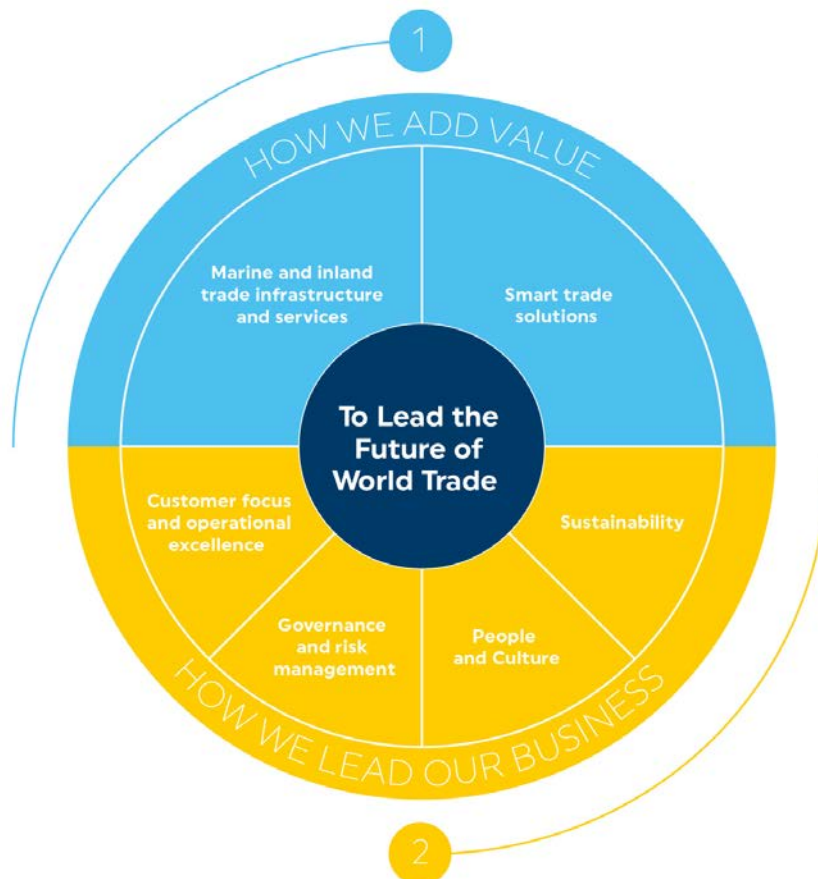 1
HOW WE ADD VALUE
Marine and inland
trade infrastructure
and services
Smart trade
solutions
To Lead the
Future of
World Trade
Customer focus
and operational
excellence
Governance
and risk
management
People
and Culture
Sustainability
HOW WE LEAD OUR BUSINESS
2